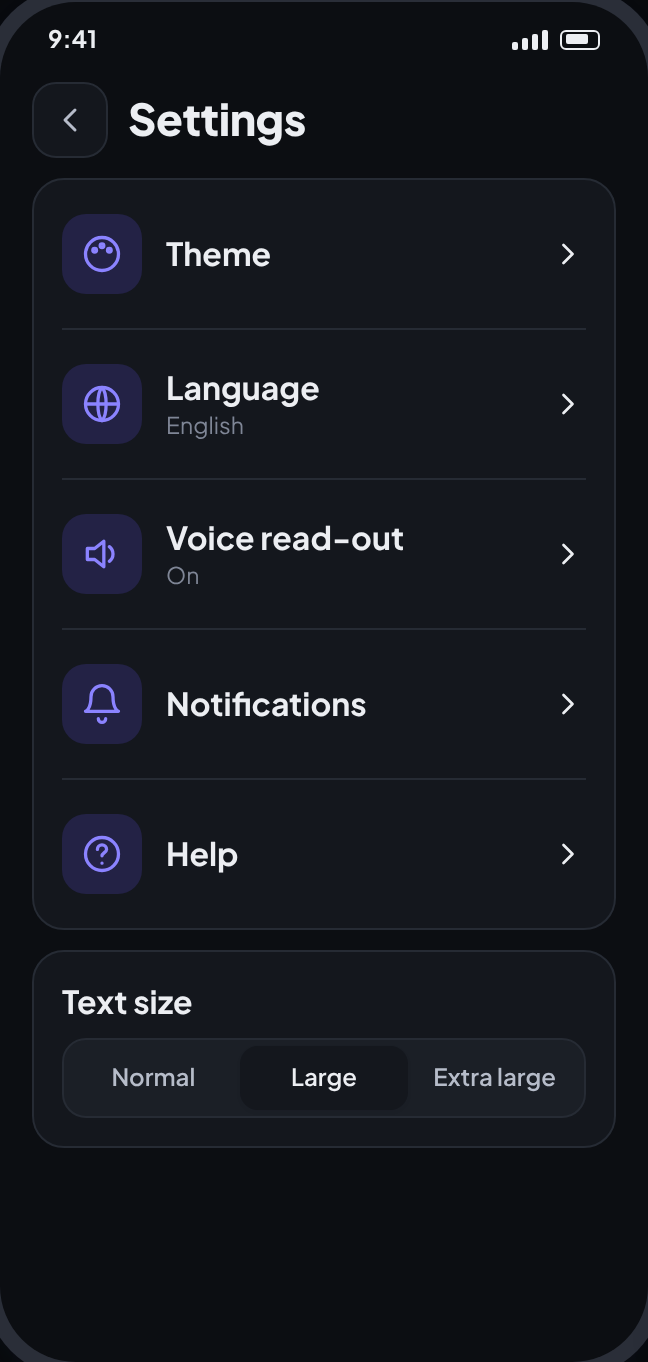 9:41
Settings
Theme
Language
English
Voice read-out
On
Notifications
Help
Text size
Normal Large Extra large